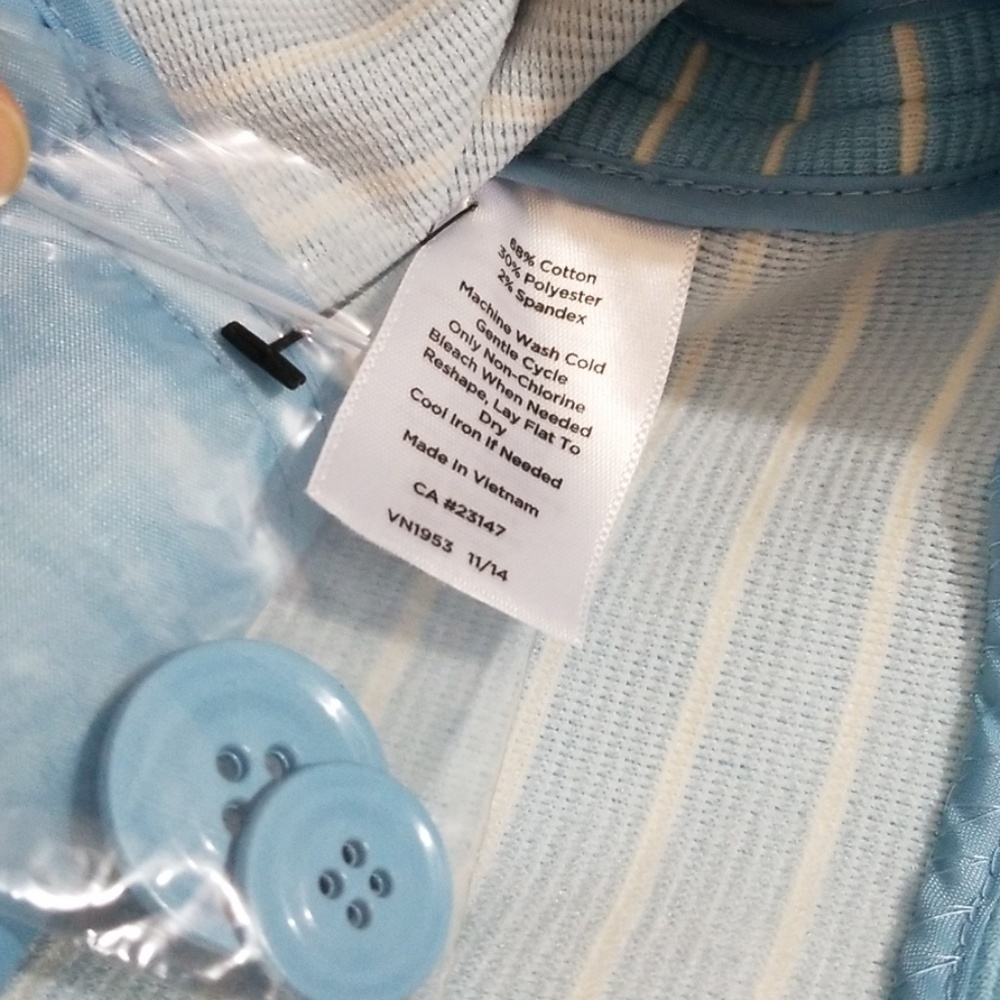 68% Cotton
30% Polyester
2% Spandex
Machine Wash Cold
Gentle Cycle
Only Non-Chlorine
Bleach When Needed
Reshape, Lay Flat To
Dry
Cool Iron If Needed
Made In Vietnam
CA #23147
VN1953 11/14